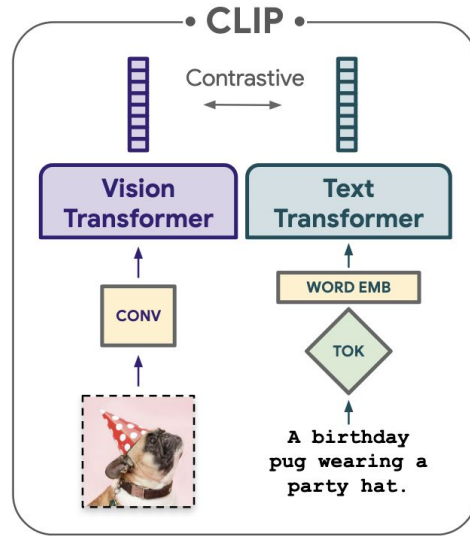 • CLIP •
Contrastive
Vision
Transformer
Text
Transformer
CONV
WORD EMB
TOK
A birthday
pug wearing a
party hat.